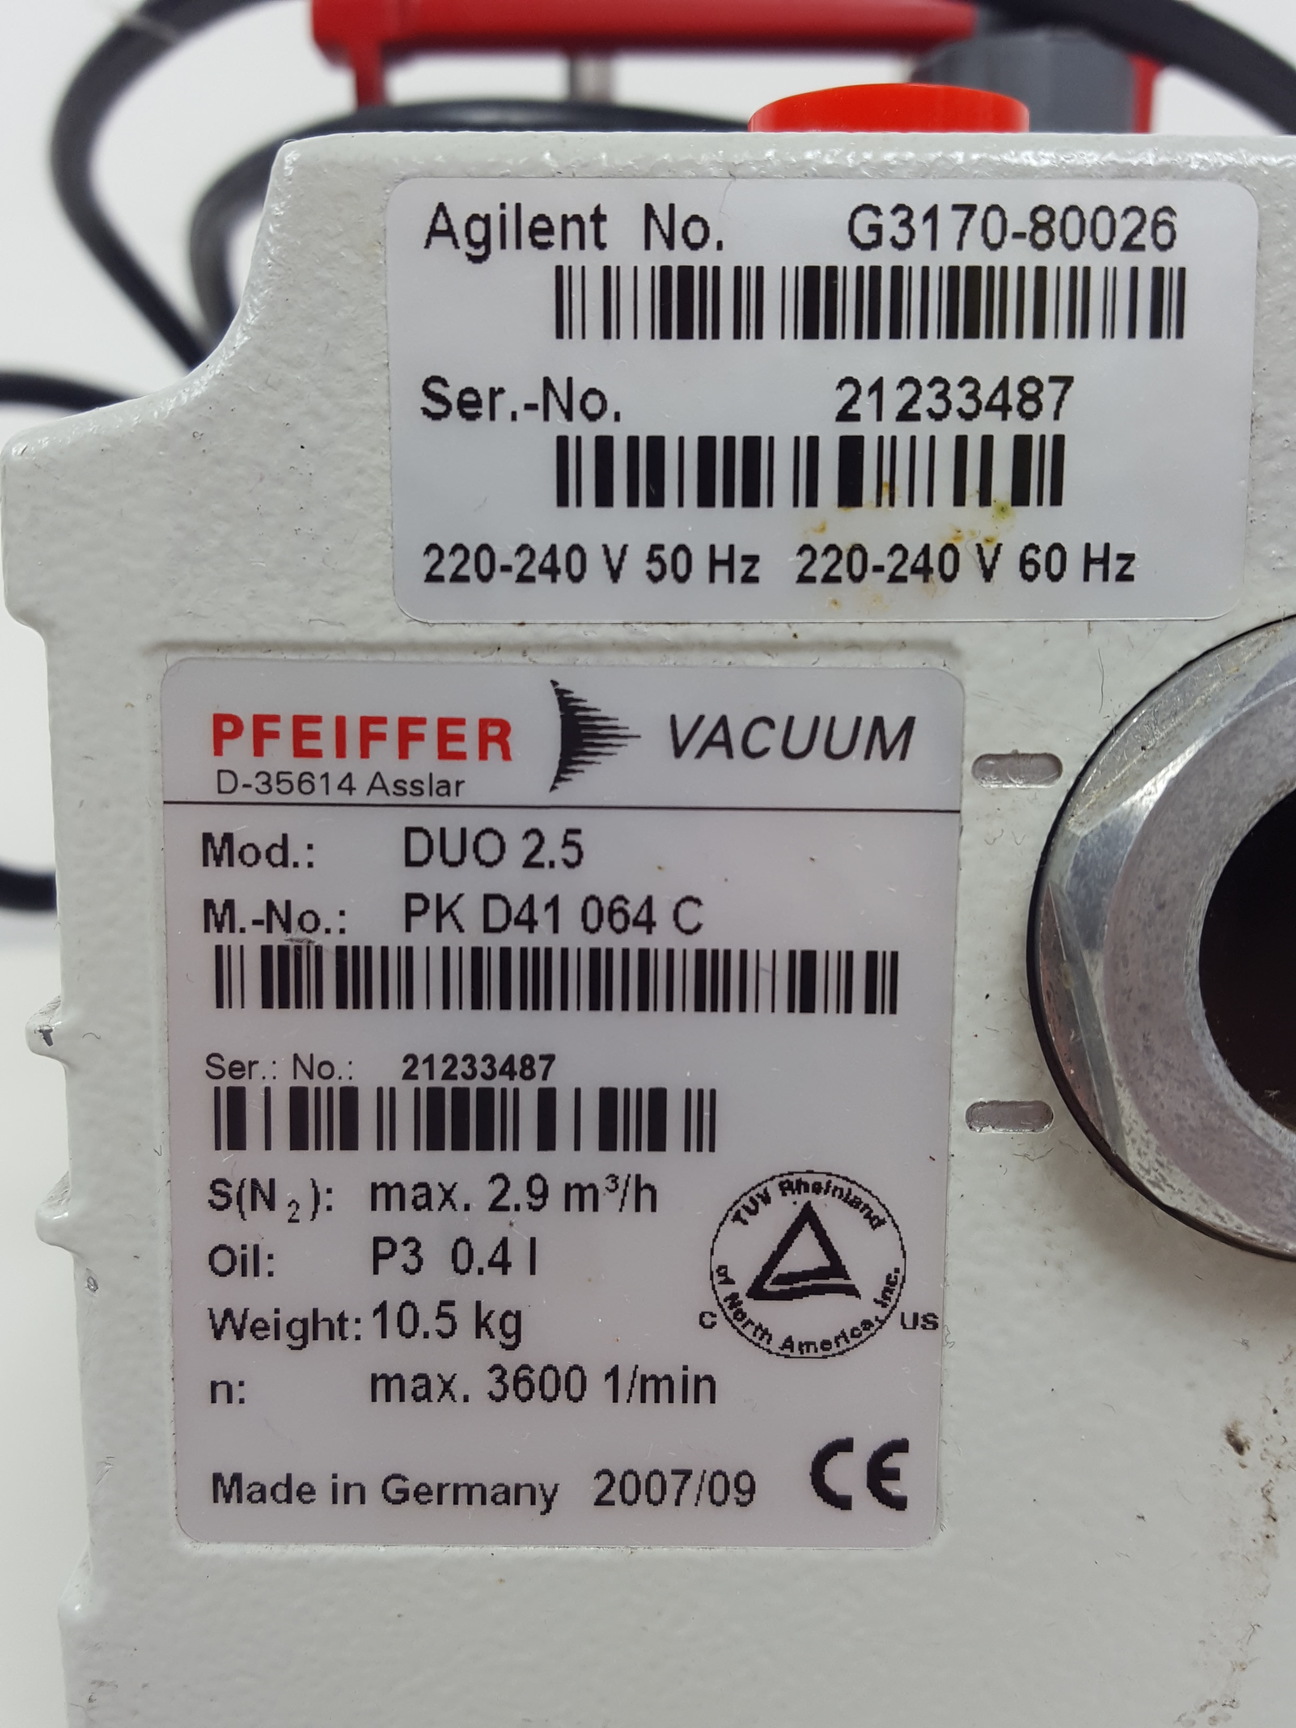 Agilent No. G3170-80026
Ser.-No. 21233487
220-240 V 50 Hz 220-240 V 60 Hz
PFEIFFER VACUUM
D-35614 Asslar
Mod.: DUO 2.5
M.-No.: PK D41 064 C
Ser.: No.: 21233487
S(N₂): max. 2.9 m³/h
Oil: P3 0.4 l
Weight: 10.5 kg
n: max. 3600 1/min
TUV Rheinland
of North America, Inc.
C US
Made in Germany 2007/09 CE